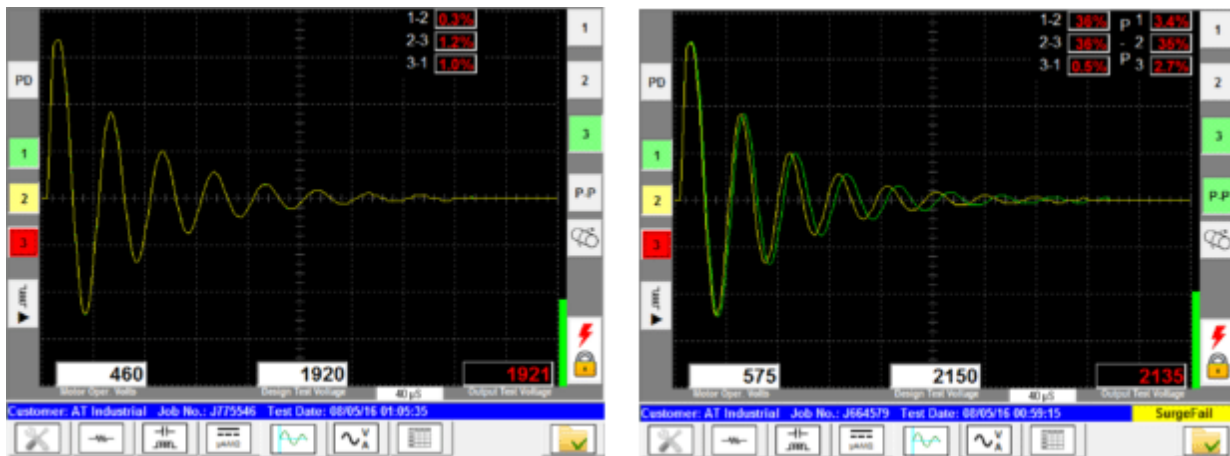 1-2 0.3%
2-3 1.2%
3-1 1.0%
PD
1
2
3
1
2
3
P-P
460
1920
1921
Motor Oper. Volts
Design Test Voltage
40 µS
Output Test Voltage
Customer: AT Industrial Job No.: J775546 Test Date: 08/05/16 01:05:35
V
A
1-2 36% P 1 3.4%
2-3 36% - 2 35%
3-1 0.5% P 3 2.7%
PD
1
2
3
1
2
3
P-P
575
2150
2135
Motor Oper. Volts
Design Test Voltage
40 µS
Output Test Voltage
Customer: AT Industrial Job No.: J664579 Test Date: 08/05/16 00:59:15 SurgeFail
V
A